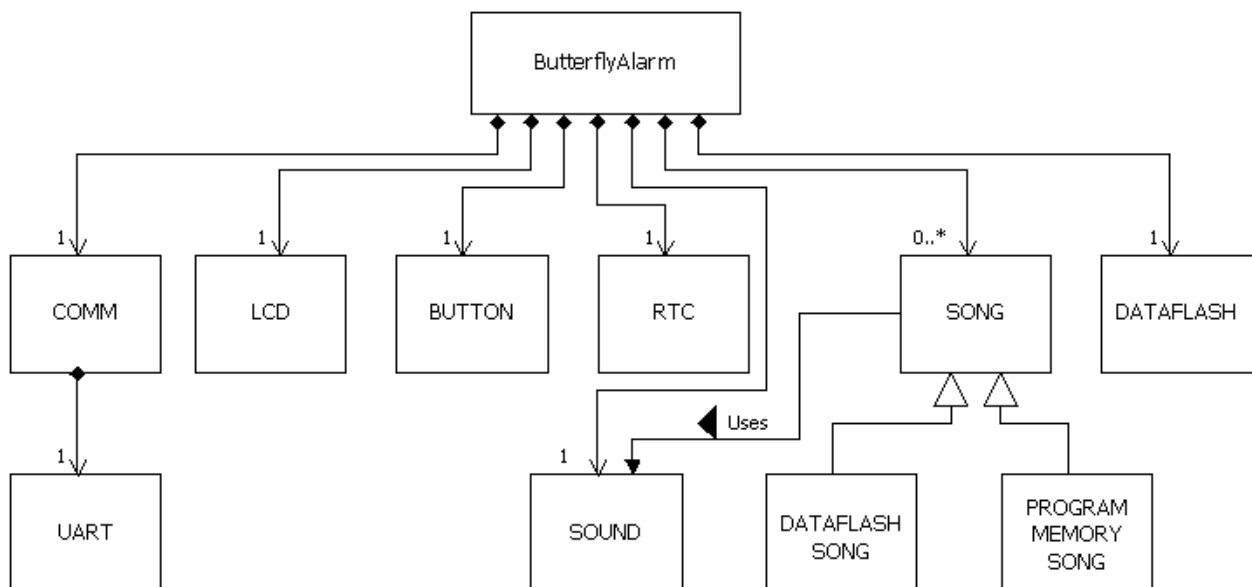 ButterflyAlarm
1
1
1
1
0..*
1
COMM
LCD
BUTTON
RTC
SONG
DATAFLASH
Uses
1
1
UART
SOUND
DATAFLASH
SONG
PROGRAM
MEMORY
SONG